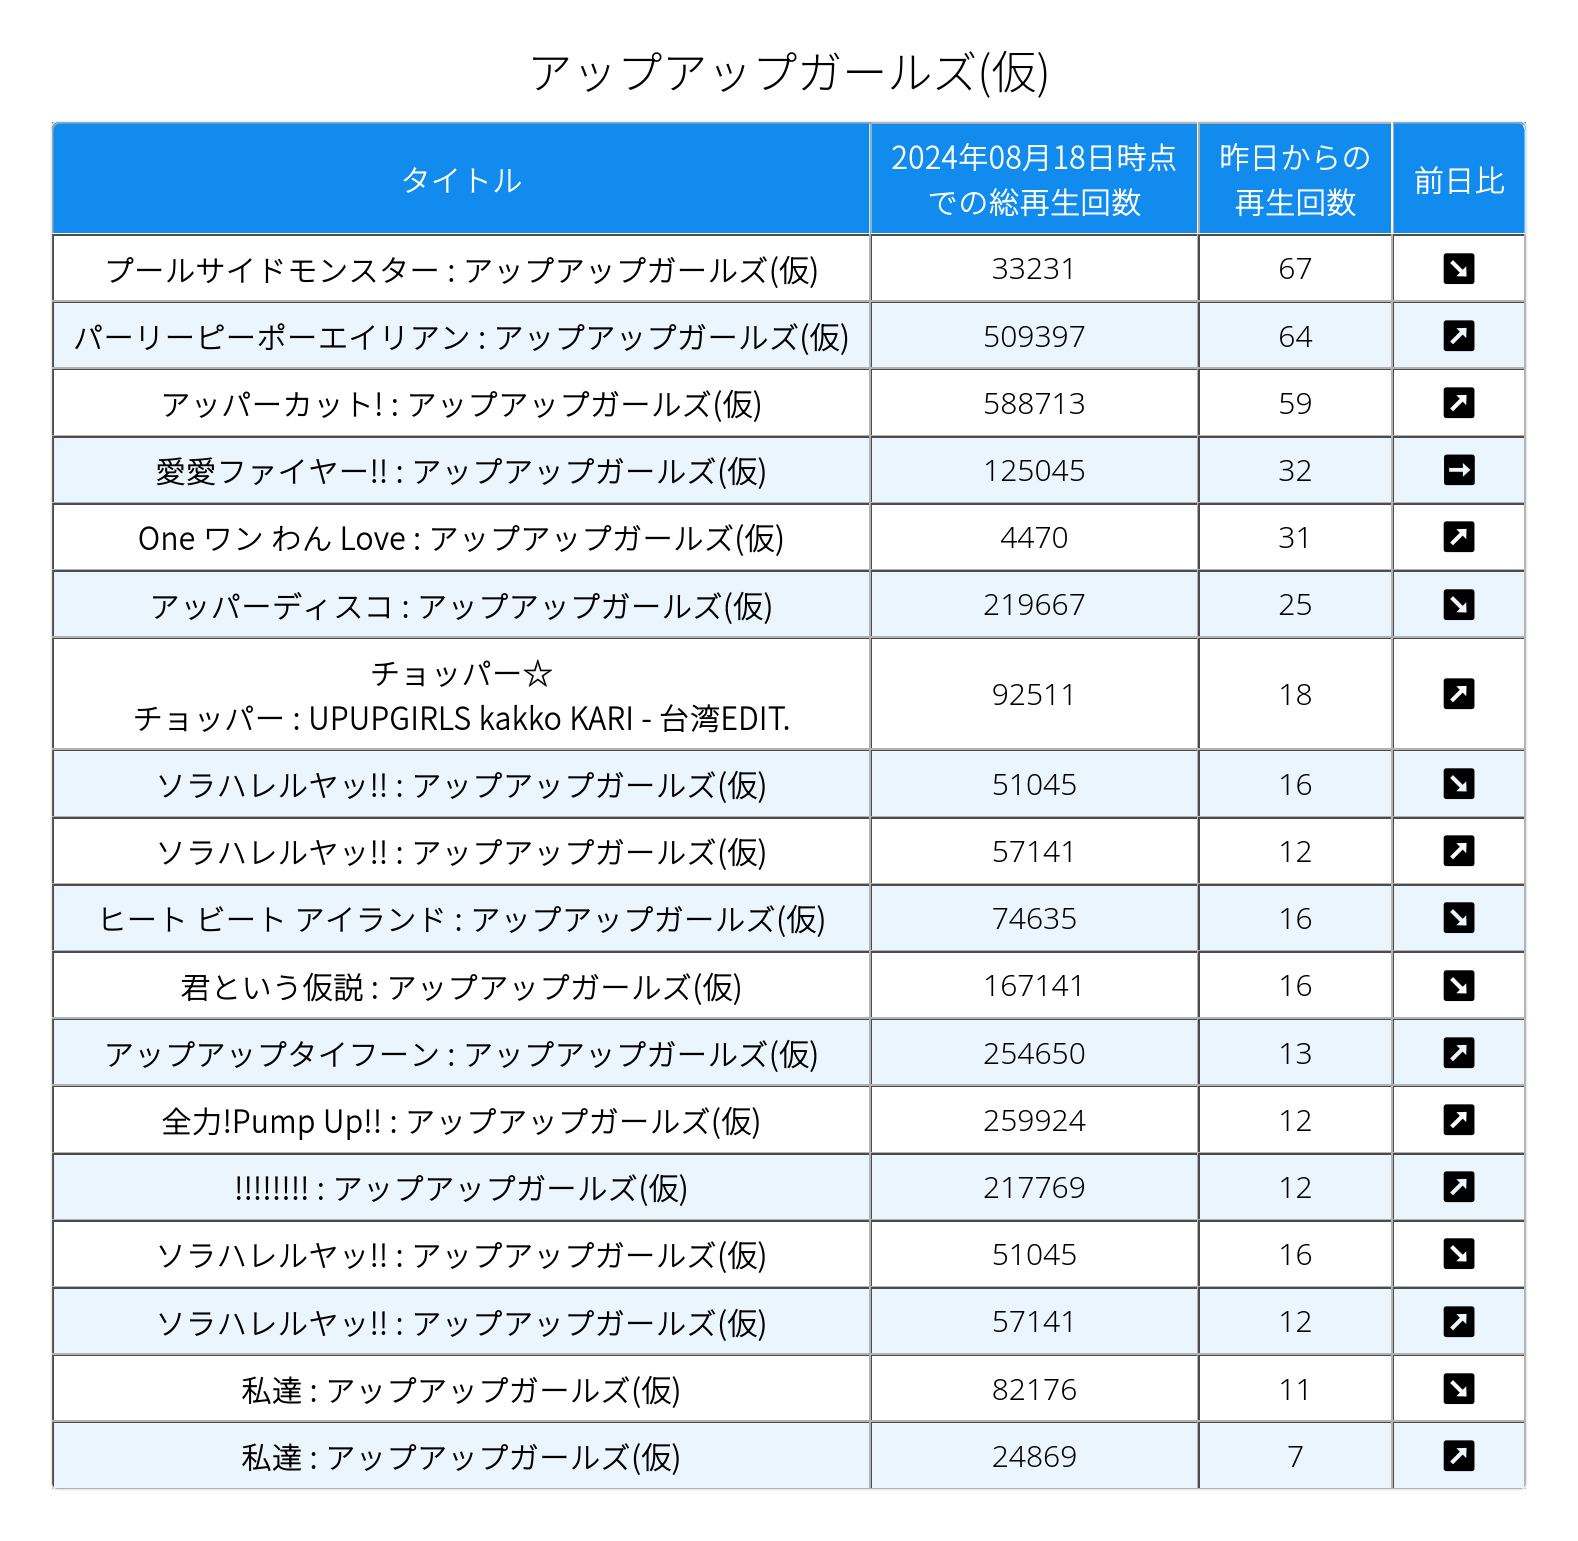 アップアップガールズ(仮)
タイトル 2024年08月18日時点での総再生回数 昨日からの再生回数 前日比
プールサイドモンスター : アップアップガールズ(仮) 33231 67 ↘
パーリーピーポーエイリアン : アップアップガールズ(仮) 509397 64 ↗
アッパーカット! : アップアップガールズ(仮) 588713 59 ↗
愛愛ファイヤー!! : アップアップガールズ(仮) 125045 32 →
One ワン わん Love : アップアップガールズ(仮) 4470 31 ↗
アッパーディスコ : アップアップガールズ(仮) 219667 25 ↘
チョッパー☆
チョッパー : UPUPGIRLS kakko KARI - 台湾EDIT. 92511 18 ↗
ソラハレルヤッ!! : アップアップガールズ(仮) 51045 16 ↘
ソラハレルヤッ!! : アップアップガールズ(仮) 57141 12 ↗
ヒート ビート アイランド : アップアップガールズ(仮) 74635 16 ↘
君という仮説 : アップアップガールズ(仮) 167141 16 ↘
アップアップタイフーン : アップアップガールズ(仮) 254650 13 ↗
全力!Pump Up!! : アップアップガールズ(仮) 259924 12 ↗
!!!!!!!! : アップアップガールズ(仮) 217769 12 ↗
ソラハレルヤッ!! : アップアップガールズ(仮) 51045 16 ↘
ソラハレルヤッ!! : アップアップガールズ(仮) 57141 12 ↗
私達 : アップアップガールズ(仮) 82176 11 ↘
私達 : アップアップガールズ(仮) 24869 7 ↗